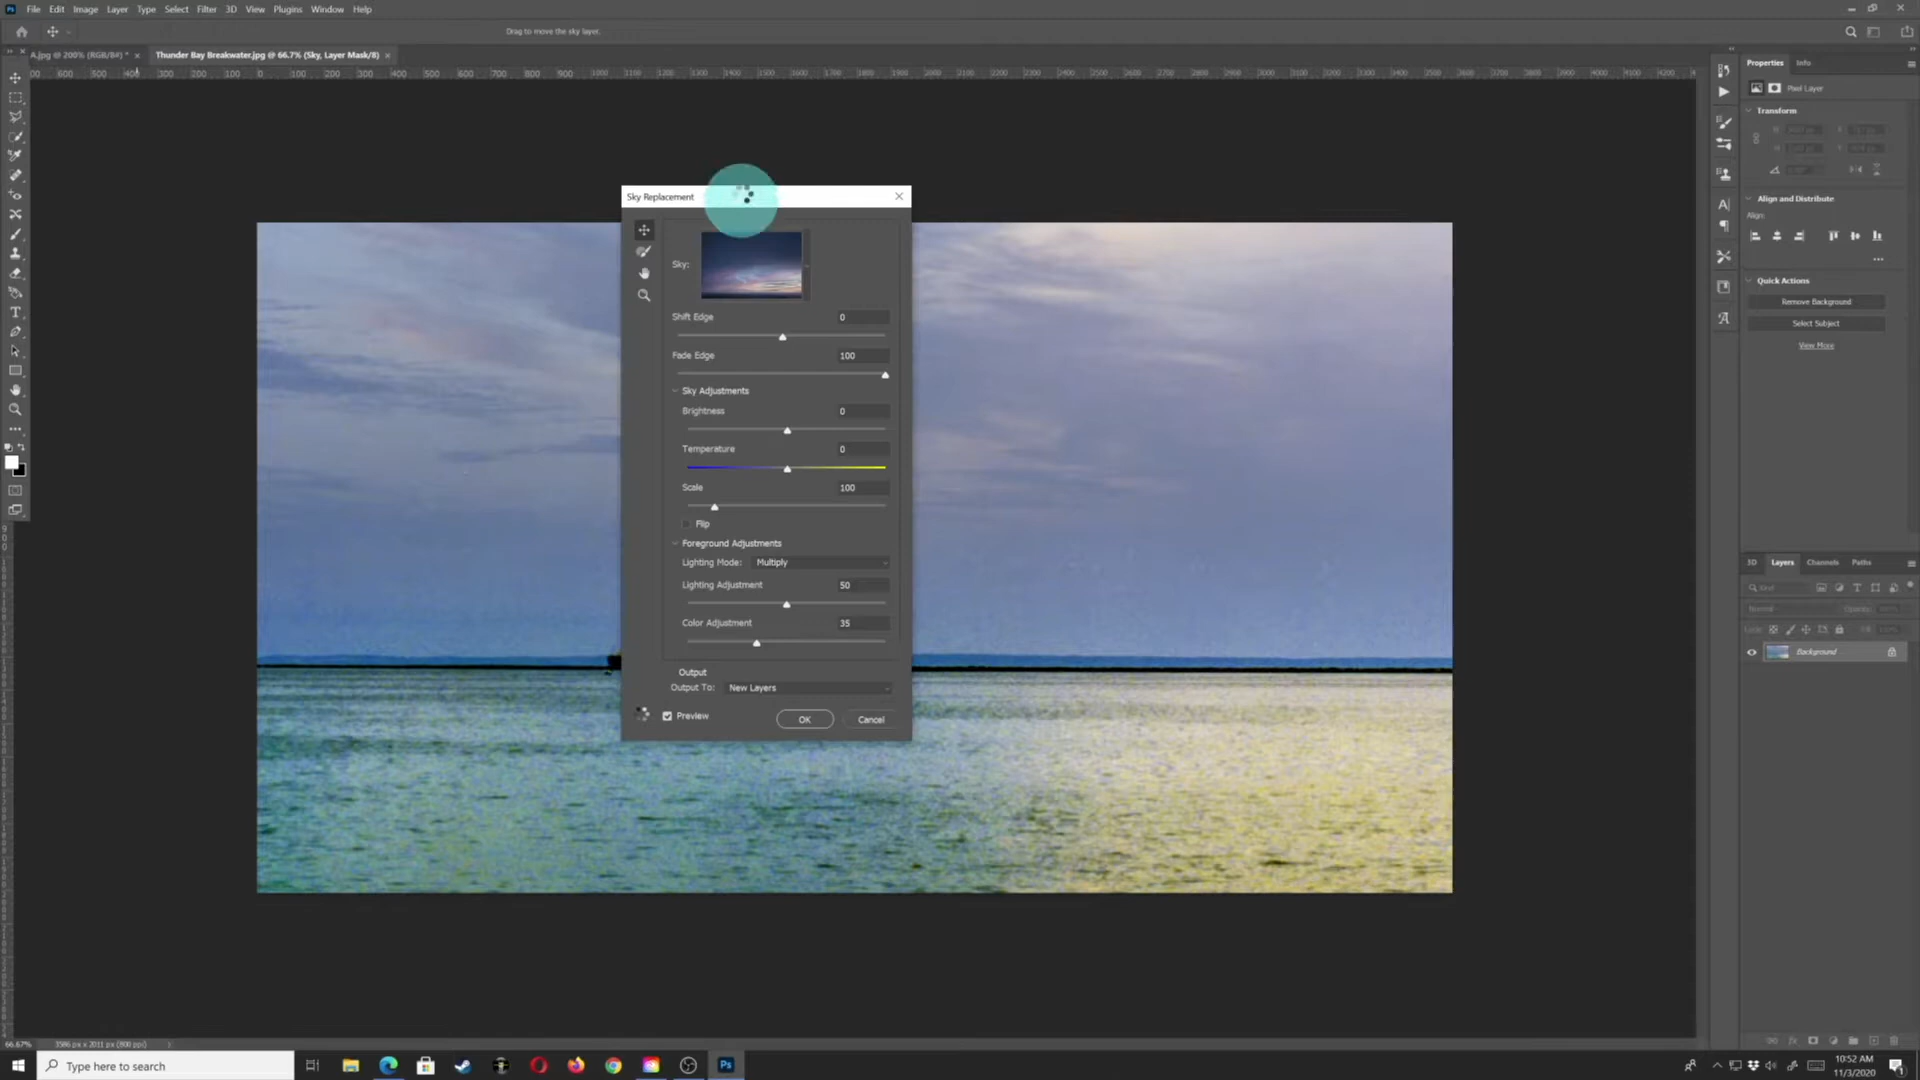 Ps File Edit Image Layer Type Select Filter 3D View Plugins Window Help
Drag to move the sky layer.
A.jpg @ 200% (RGB/8#) * × Thunder Bay Breakwater.jpg @ 66.7% (Sky, Layer Mask/8) ×
Properties Info
Pixel Layer
Transform
Align and Distribute
Align:
Quick Actions
Remove Background
Select Subject
View More
Sky Replacement
Sky:
Shift Edge 0
Fade Edge 100
Sky Adjustments
Brightness 0
Temperature 0
Scale 100
Flip
Foreground Adjustments
Lighting Mode: Multiply
Lighting Adjustment 50
Color Adjustment 35
Output
Output To: New Layers
Preview OK Cancel
3D Layers Channels Paths
Kind
Normal Opacity:
Lock:
Background
66.67% 3586 px x 2011 px (800 ppi)
Type here to search
Ps
10:52 AM
11/3/2020